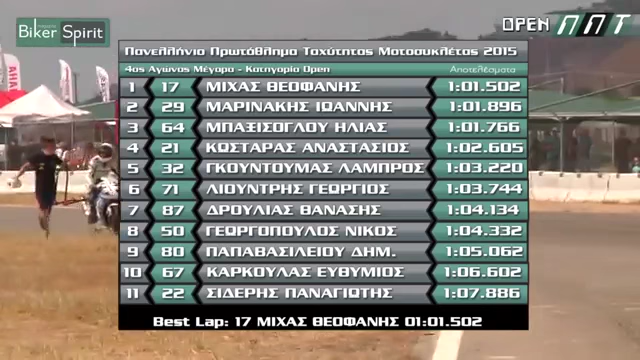 Biker Spirit
OPEN ΠΠΤ
Πανελλήνιο Πρωτάθλημα Ταχύτητας Μοτοσυκλέτας 2015
4ος Αγώνας Μέγαρα - Κατηγορία Open Αποτελέσματα
1 17 ΜΙΧΑΣ ΘΕΟΦΑΝΗΣ 1:01.502
2 29 ΜΑΡΙΝΑΚΗΣ ΙΩΑΝΝΗΣ 1:01.896
3 64 ΜΠΑΞΙΣΟΓΛΟΥ ΗΛΙΑΣ 1:01.766
4 21 ΚΩΣΤΑΡΑΣ ΑΝΑΣΤΑΣΙΟΣ 1:02.605
5 32 ΓΚΟΥΝΤΟΥΜΑΣ ΛΑΜΠΡΟΣ 1:03.220
6 71 ΛΙΟΥΝΤΡΗΣ ΓΕΩΡΓΙΟΣ 1:03.744
7 87 ΔΡΟΥΛΙΑΣ ΘΑΝΑΣΗΣ 1:04.134
8 50 ΓΕΩΡΓΟΠΟΥΛΟΣ ΝΙΚΟΣ 1:04.332
9 80 ΠΑΠΑΒΑΣΙΛΕΙΟΥ ΔΗΜ. 1:05.062
10 67 ΚΑΡΚΟΥΛΑΣ ΕΥΘΥΜΙΟΣ 1:06.602
11 22 ΣΙΔΕΡΗΣ ΠΑΝΑΓΙΩΤΗΣ 1:07.886
Best Lap: 17 ΜΙΧΑΣ ΘΕΟΦΑΝΗΣ 01:01.502